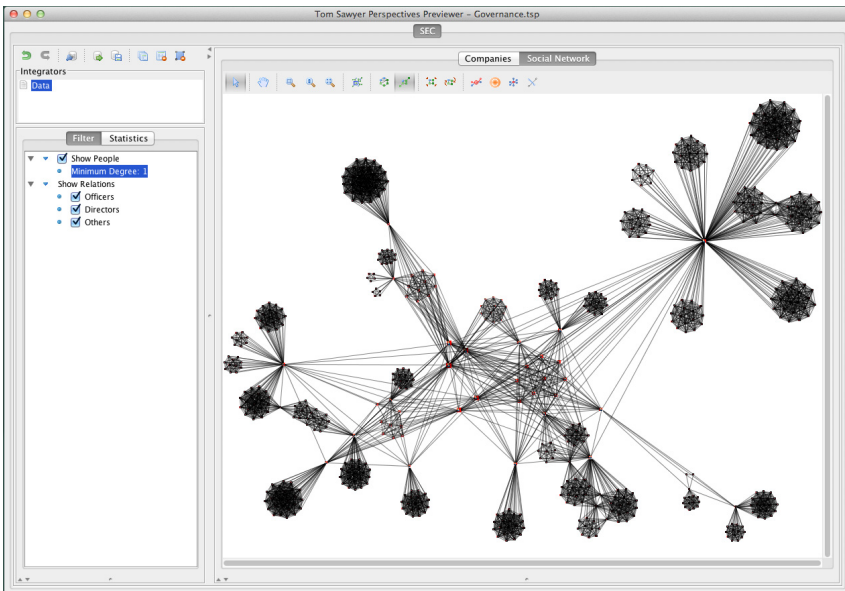 Tom Sawyer Perspectives Previewer – Governance.tsp
SEC
Integrators
Data
Filter
Statistics
Show People
Minimum Degree: 1
Show Relations
Officers
Directors
Others
Companies
Social Network